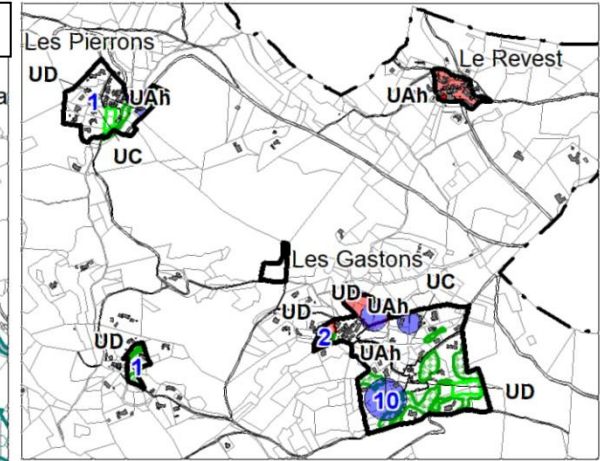 Les Pierrons
UD
1
UAh
UC
Le Revest
UAh
a
Les Gastons
UD
UAh
UC
UD
2
UAh
UD
1
10
UD